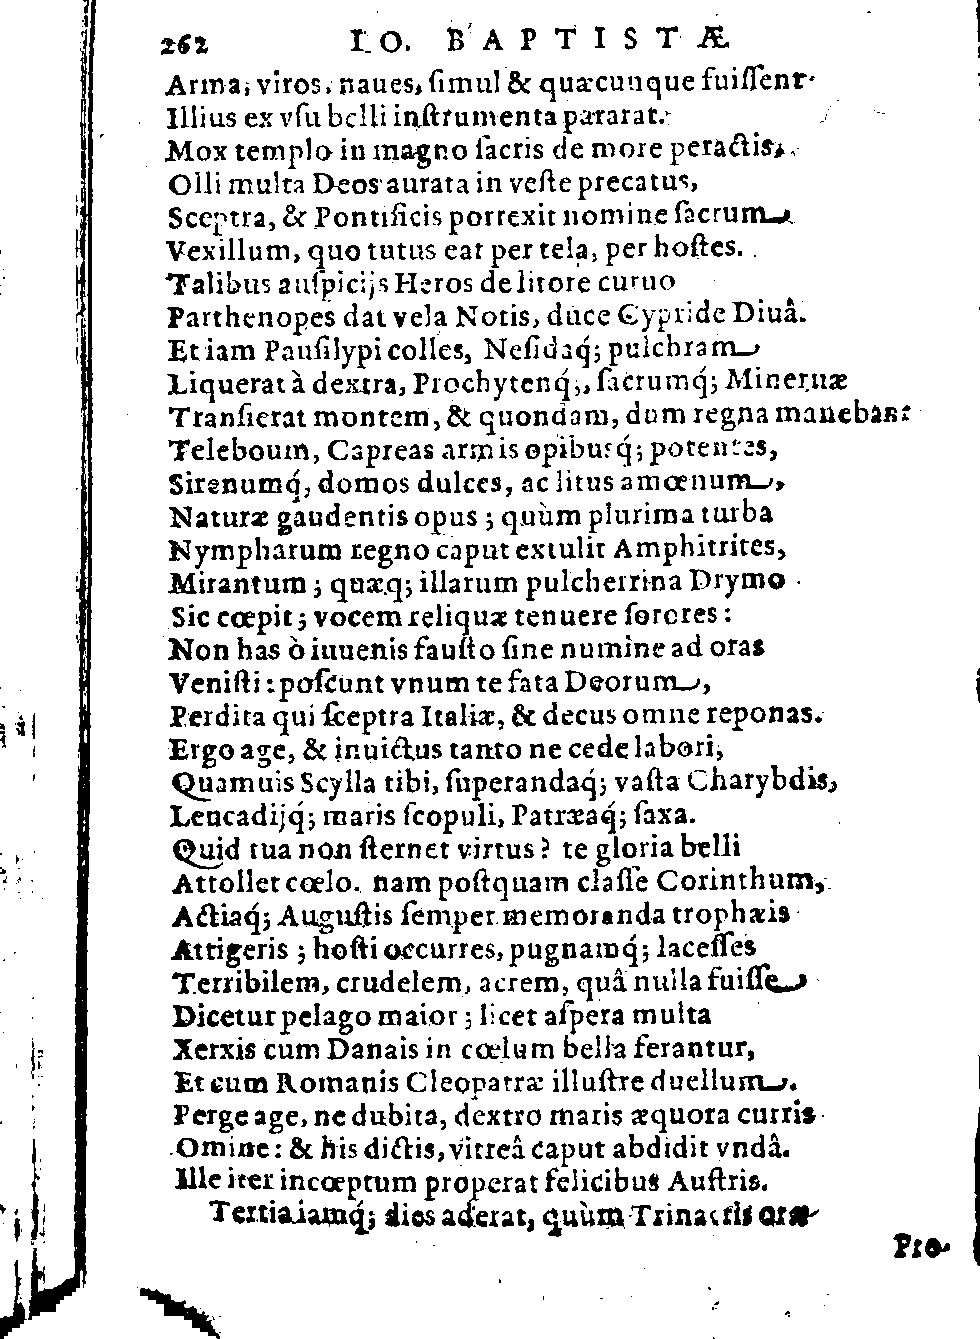 262 IO. BAPTISTÆ
Arma, viros, naues, ſimul & quæcunque fuiſſent
Illius ex vſu belli inſtrumenta pararat.
Mox templo in magno ſacris de more peractis,
Olli multa Deos aurata in veſte precatus,
Sceptra, & Pontificis porrexit nomine ſacrum
Vexillum, quo tutus eat per tela, per hoſtes.
Talibus auſpicijs Heros de litore curuo
Parthenopes dat vela Notis, duce Cypride Diuâ.
Et iam Pauſilypi colles, Neſidaq́; pulchram
Liquerat à dextra, Prochytenq́;, ſacrumq́; Mineruæ
Tranſierat montem, & quondam, dum regna manebant
Teleboum, Capreas armis opibusq́; potentes,
Sirenumq́, domos dulces, ac litus amœnum,
Naturæ gaudentis opus; quùm plurima turba
Nympharum regno caput extulit Amphitrites,
Mirantum; quæq; illarum pulcherrina Drymo
Sic cœpit; vocem reliquæ tenuere ſorores:
Non has ò iuuenis fauſto ſine numine ad oras
Veniſti: poſcunt vnum te fata Deorum,
Perdita qui ſceptra Italiæ, & decus omne reponas.
Ergo age, & inuictus tanto ne cede labori,
Quamuis Scylla tibi, ſuperandaq́; vaſta Charybdis,
Leucadijq́; maris ſcopuli, Patræaq́; ſaxa.
Quid tua non ſternet virtus? te gloria belli
Attollet cœlo. nam poſtquam claſſe Corinthum,
Actiaq́; Auguſtis ſemper memoranda trophæis
Attigeris; hoſti occurres, pugnamq́; laceſſes
Terribilem, crudelem, acrem, quâ nulla fuiſſe
Dicetur pelago maior; licet aſpera multa
Xerxis cum Danais in cœlum bella ferantur,
Et cum Romanis Cleopatræ illuſtre duellum.
Perge age, ne dubita, dextro maris æquora curris
Omine: & his dictis, vitreâ caput abdidit vndâ.
Ille iter incœptum properat felicibus Auſtris.
Tertia iamq́; dies aderat, quùm Trinacris oræ
Pro-